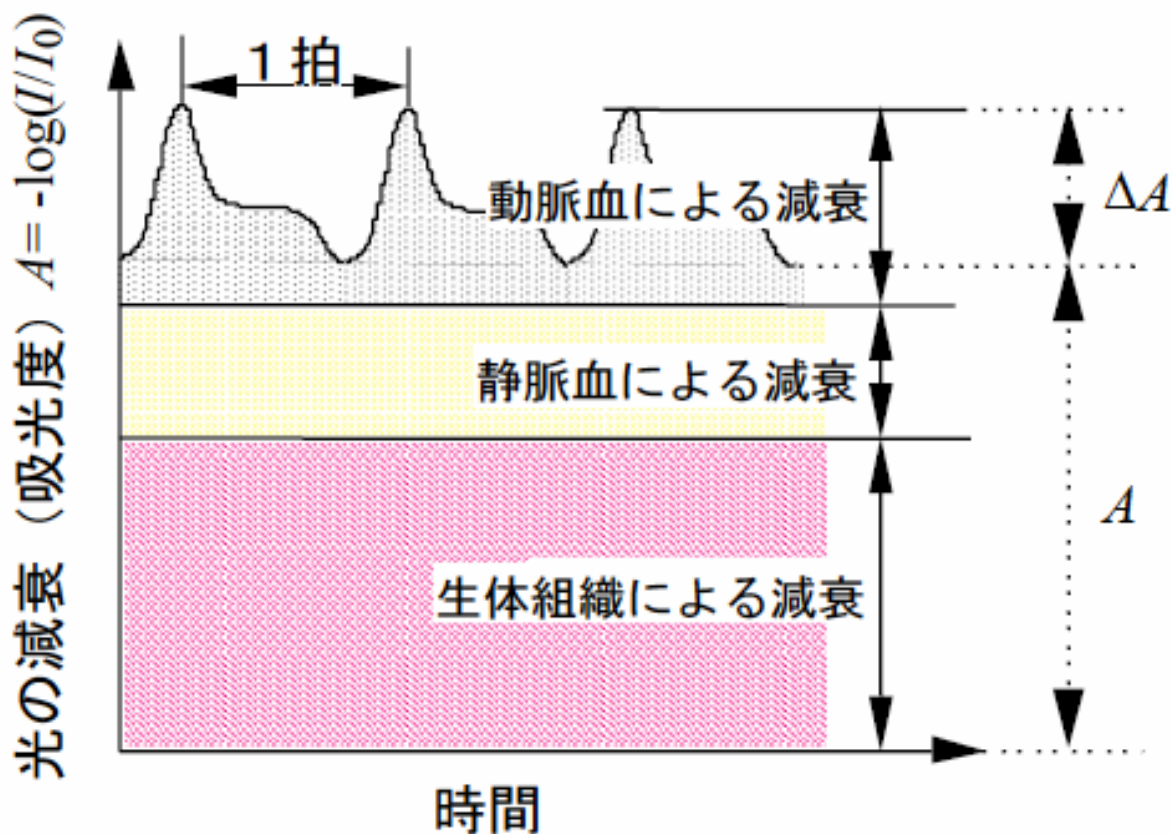 光の減衰（吸光度） A = -log(I/I0)
1拍
動脈血による減衰
ΔA
静脈血による減衰
A
生体組織による減衰
時間